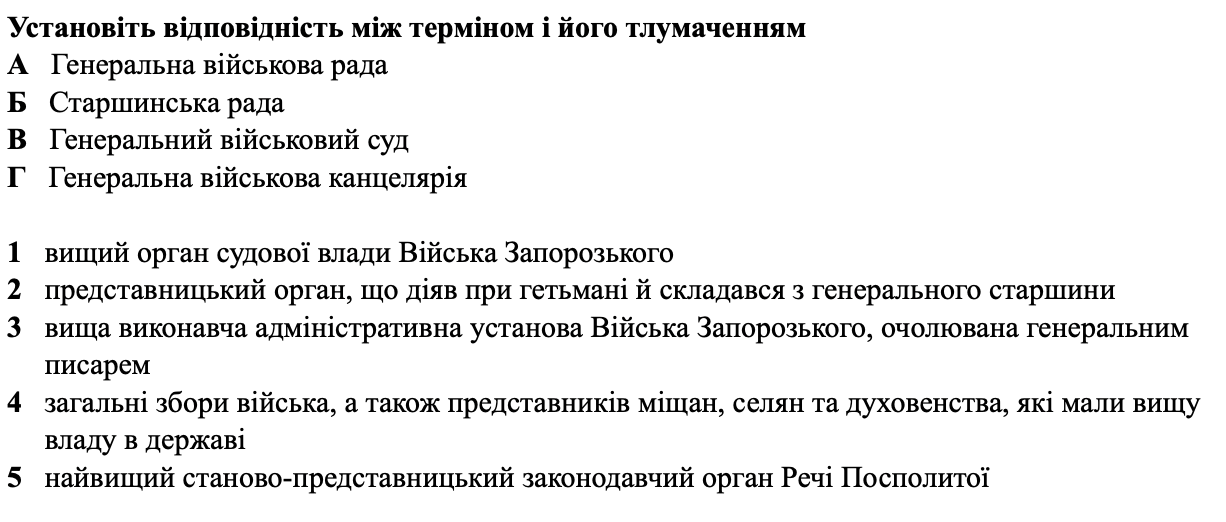 Установіть відповідність між терміном і його тлумаченням
А Генеральна військова рада
Б Старшинська рада
В Генеральний військовий суд
Г Генеральна військова канцелярія
1 вищий орган судової влади Війська Запорозького
2 представницький орган, що діяв при гетьмані й складався з генерального старшини
3 вища виконавча адміністративна установа Війська Запорозького, очолювана генеральним
писарем
4 загальні збори війська, а також представників міщан, селян та духовенства, які мали вищу
владу в державі
5 найвищий станово-представницький законодавчий орган Речі Посполитої